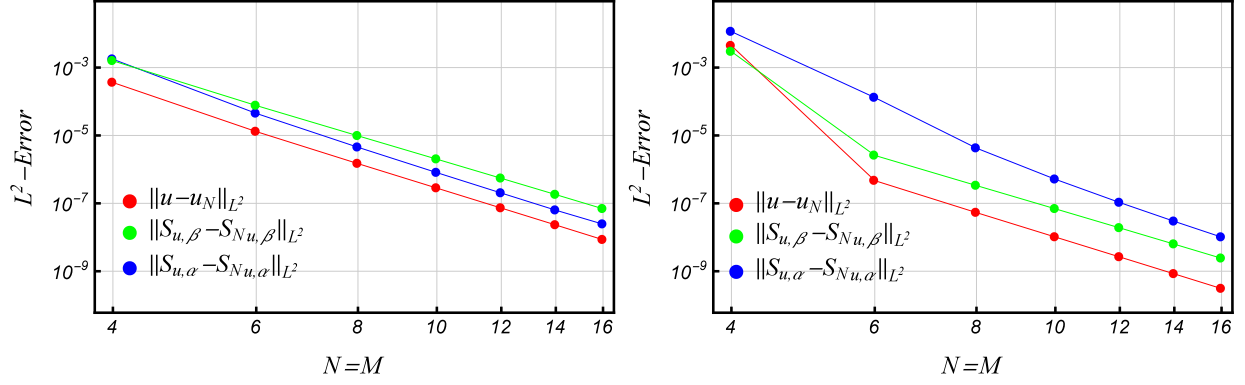 10⁻³
10⁻⁵
10⁻⁷
10⁻⁹
L²−Error
‖u−u_N‖_{L²}
‖S_{u,β}−S_{Nu,β}‖_{L²}
‖S_{u,α}−S_{Nu,α}‖_{L²}
4 6 8 10 12 14 16
N=M
10⁻³
10⁻⁵
10⁻⁷
10⁻⁹
L²−Error
‖u−u_N‖_{L²}
‖S_{u,β}−S_{Nu,β}‖_{L²}
‖S_{u,α}−S_{Nu,α}‖_{L²}
4 6 8 10 12 14 16
N=M